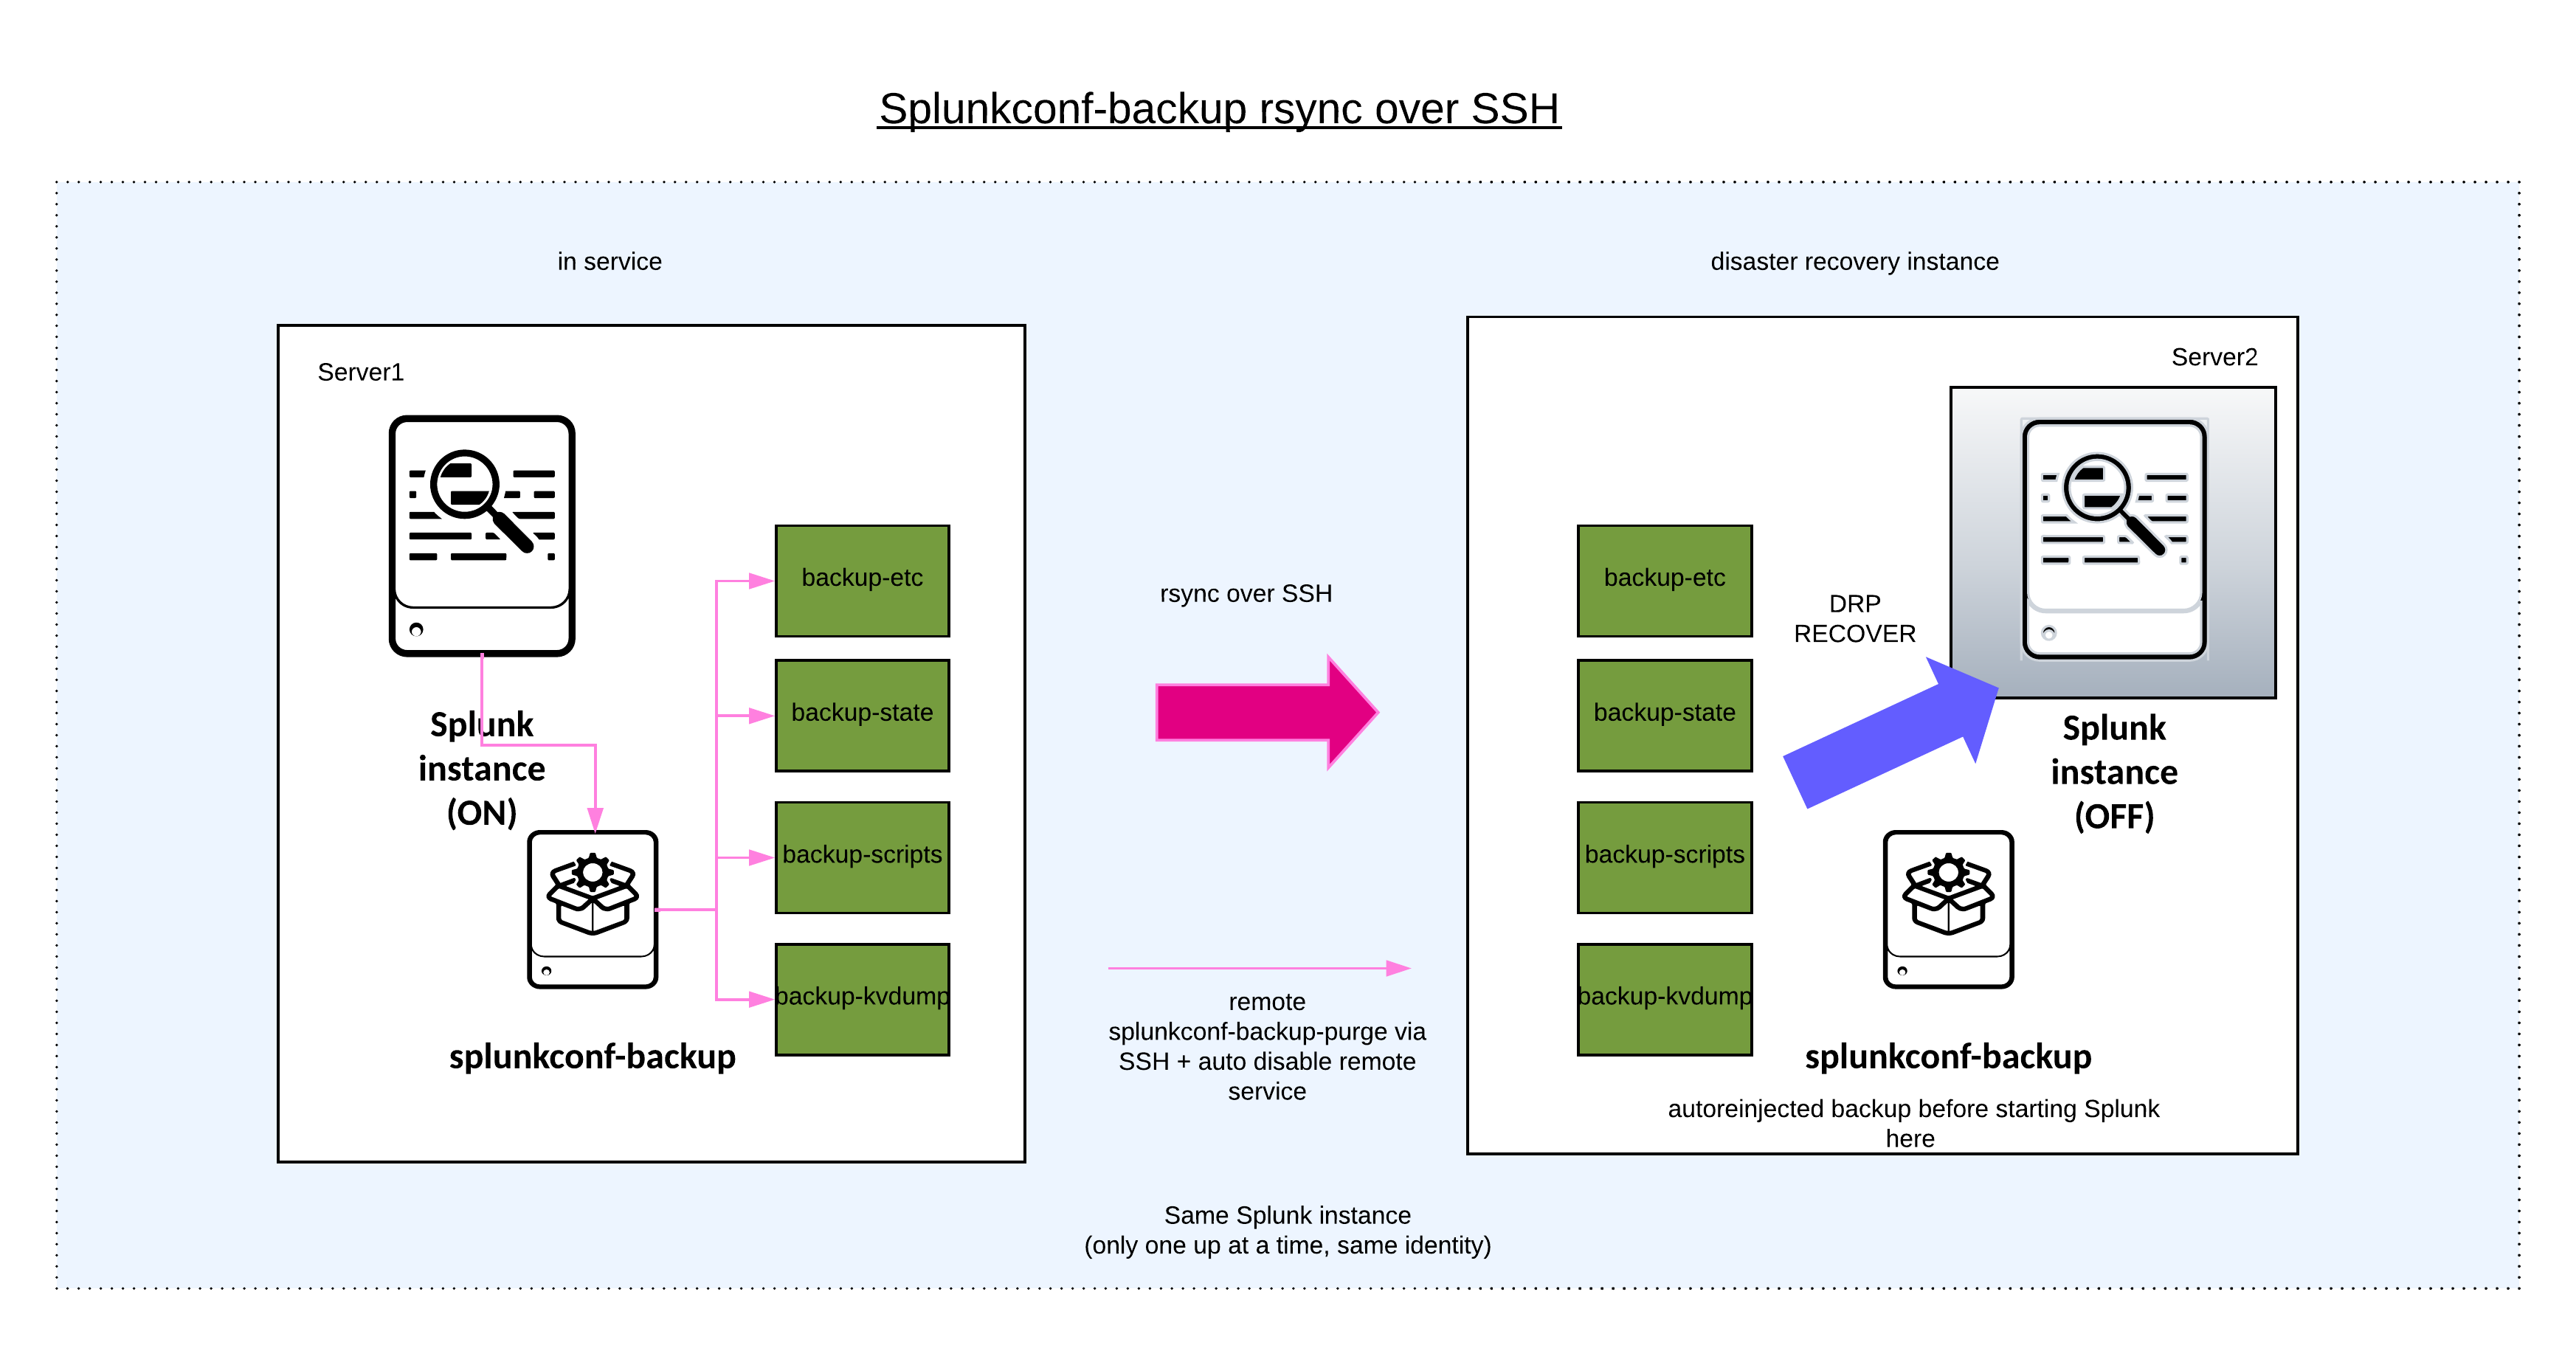 Splunkconf-backup rsync over SSH
in service
disaster recovery instance
Server1
Splunk
instance
(ON)
splunkconf-backup
backup-etc
backup-state
backup-scripts
backup-kvdump
rsync over SSH
remote
splunkconf-backup-purge via
SSH + auto disable remote
service
Server2
backup-etc
backup-state
backup-scripts
backup-kvdump
DRP
RECOVER
Splunk
instance
(OFF)
splunkconf-backup
autoreinjected backup before starting Splunk
here
Same Splunk instance
(only one up at a time, same identity)